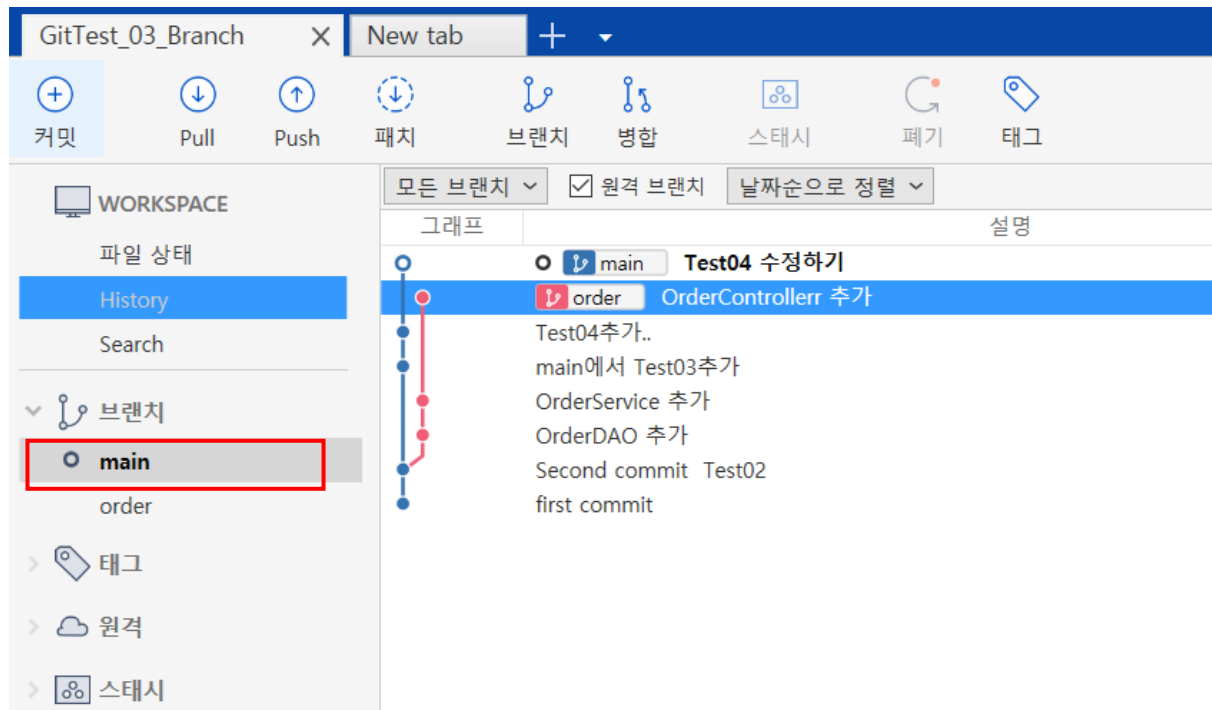 GitTest_03_Branch
New tab
커밋 Pull Push 패치 브랜치 병합 스태시 폐기 태그
WORKSPACE
파일 상태
History
Search
브랜치
main
order
태그
원격
스태시
모든 브랜치 원격 브랜치 날짜순으로 정렬
그래프 설명
main Test04 수정하기
order OrderControllerr 추가
Test04추가..
main에서 Test03추가
OrderService 추가
OrderDAO 추가
Second commit Test02
first commit